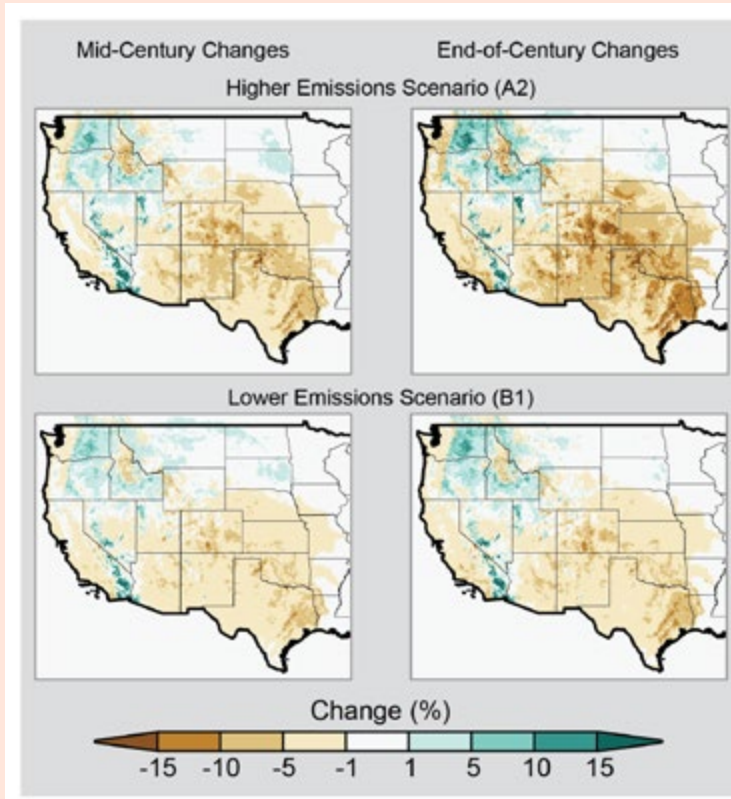 Mid-Century Changes
End-of-Century Changes
Higher Emissions Scenario (A2)
Lower Emissions Scenario (B1)
Change (%)
-15 -10 -5 -1 1 5 10 15